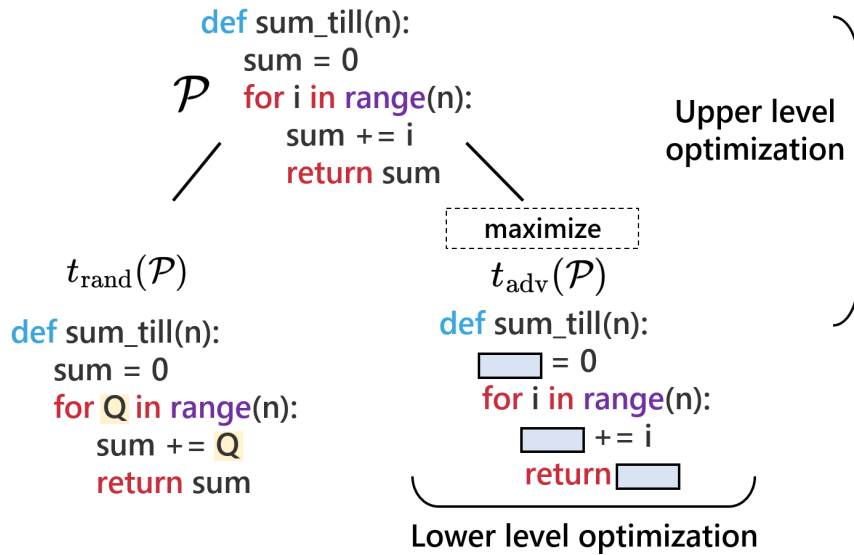 def sum_till(n):
sum = 0
for i in range(n):
sum += i
return sum
𝒫
Upper level
optimization
maximize
t_rand(𝒫)
t_adv(𝒫)
def sum_till(n):
sum = 0
for Q in range(n):
sum += Q
return sum
def sum_till(n):
= 0
for i in range(n):
+= i
return
Lower level optimization